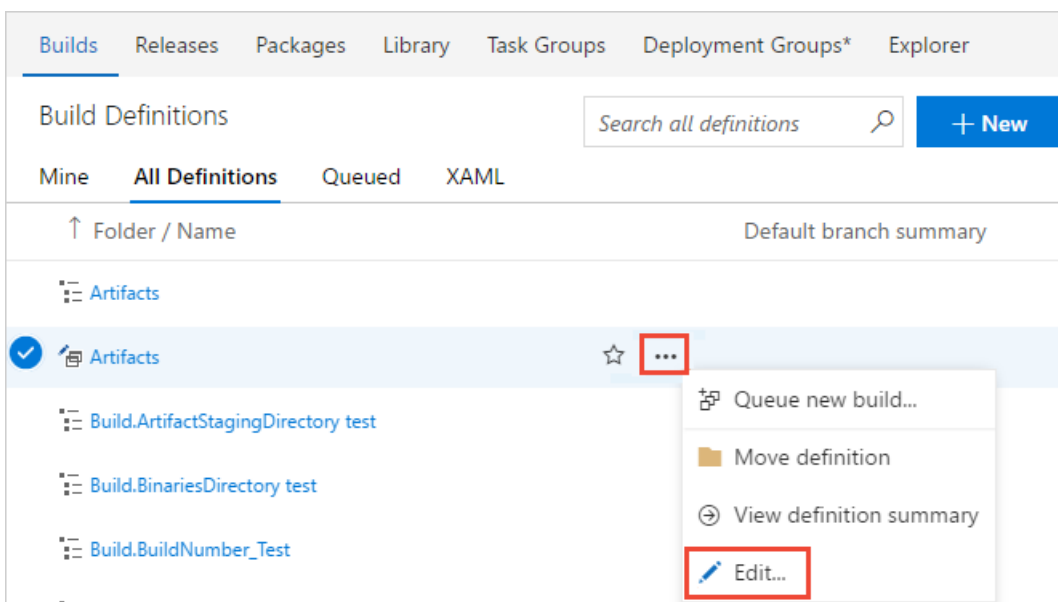 Builds Releases Packages Library Task Groups Deployment Groups* Explorer
Build Definitions
Search all definitions
+ New
Mine All Definitions Queued XAML
↑ Folder / Name Default branch summary
Artifacts
Artifacts
...
Queue new build...
Build.ArtifactStagingDirectory test
Move definition
Build.BinariesDirectory test
View definition summary
Build.BuildNumber_Test
Edit...